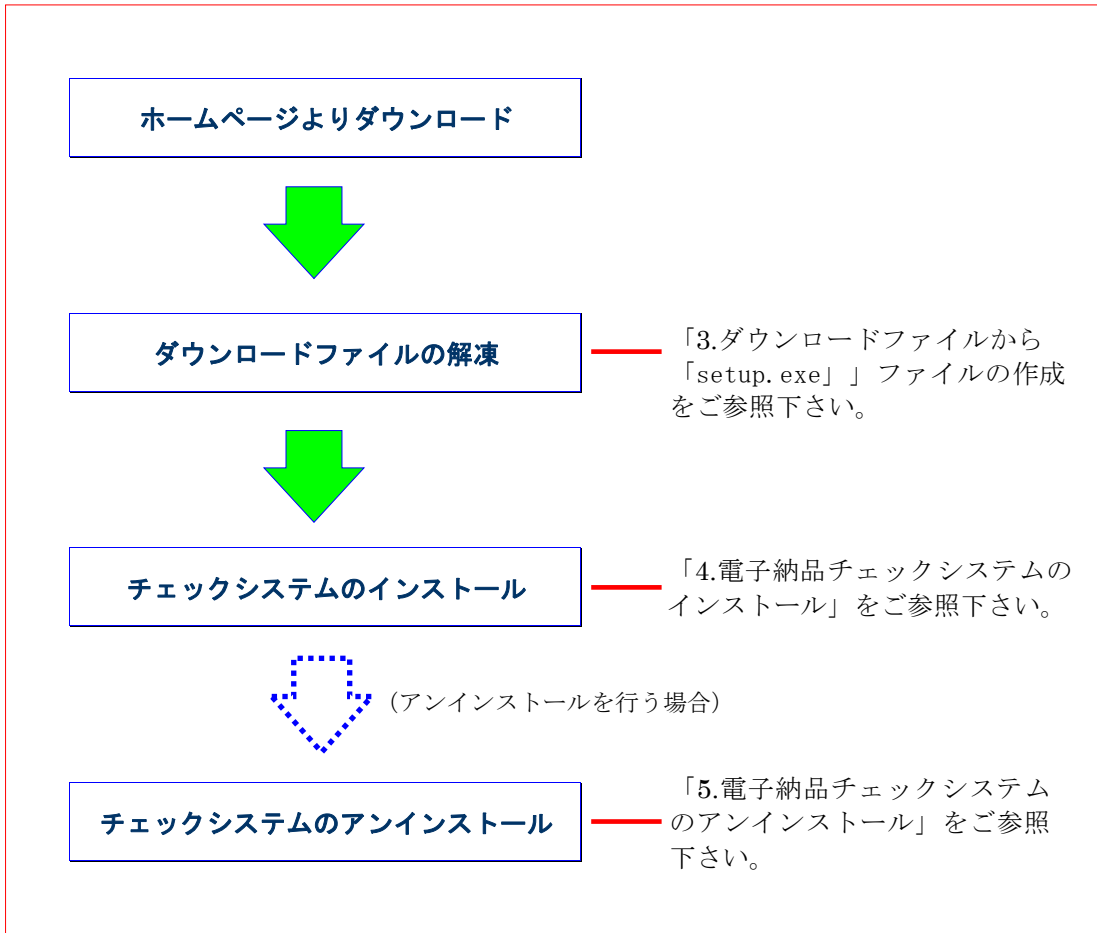 ホームページよりダウンロード
ダウンロードファイルの解凍
「3.ダウンロードファイルから
「setup.exe」」ファイルの作成
をご参照下さい。
チェックシステムのインストール
「4.電子納品チェックシステムの
インストール」をご参照下さい。
（アンインストールを行う場合）
チェックシステムのアンインストール
「5.電子納品チェックシステム
のアンインストール」をご参照
下さい。